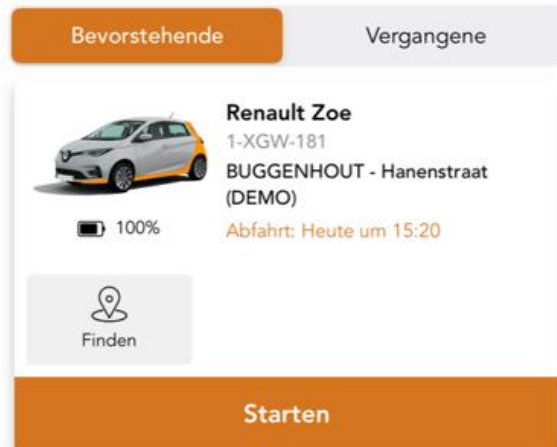 Bevorstehende
Vergangene
Renault Zoe
1-XGW-181
BUGGENHOUT - Hanenstraat
(DEMO)
100%
Abfahrt: Heute um 15:20
Finden
Starten